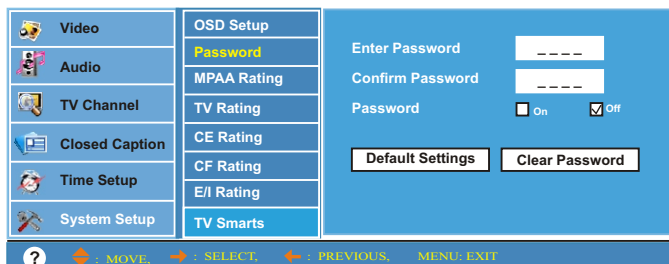 Video
Audio
TV Channel
Closed Caption
Time Setup
System Setup
OSD Setup
Password
MPAA Rating
TV Rating
CE Rating
CF Rating
E/I Rating
TV Smarts
Enter Password _ _ _ _
Confirm Password _ _ _ _
Password On Off
Default Settings Clear Password
? : MOVE, : SELECT, : PREVIOUS, MENU: EXIT